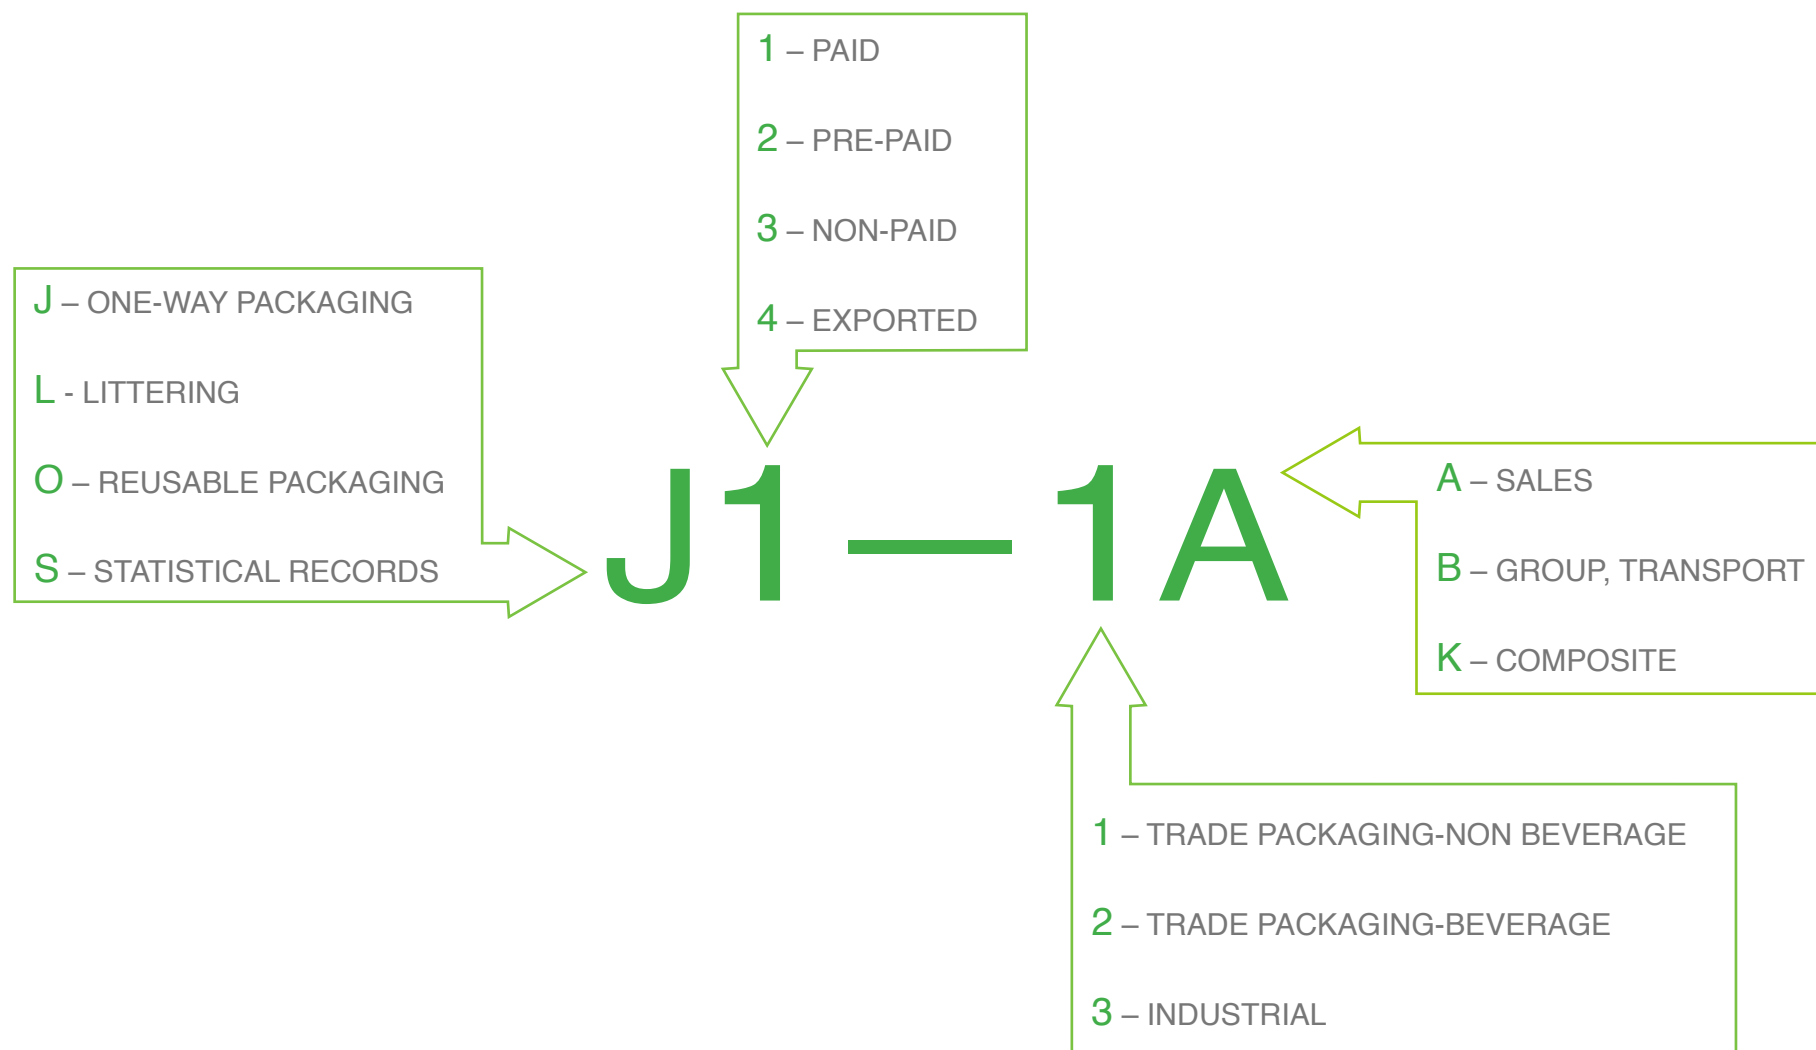 1 – PAID
2 – PRE-PAID
3 – NON-PAID
4 – EXPORTED
J – ONE-WAY PACKAGING
L - LITTERING
O – REUSABLE PACKAGING
S – STATISTICAL RECORDS
J1 — 1A
A – SALES
B – GROUP, TRANSPORT
K – COMPOSITE
1 – TRADE PACKAGING-NON BEVERAGE
2 – TRADE PACKAGING-BEVERAGE
3 – INDUSTRIAL